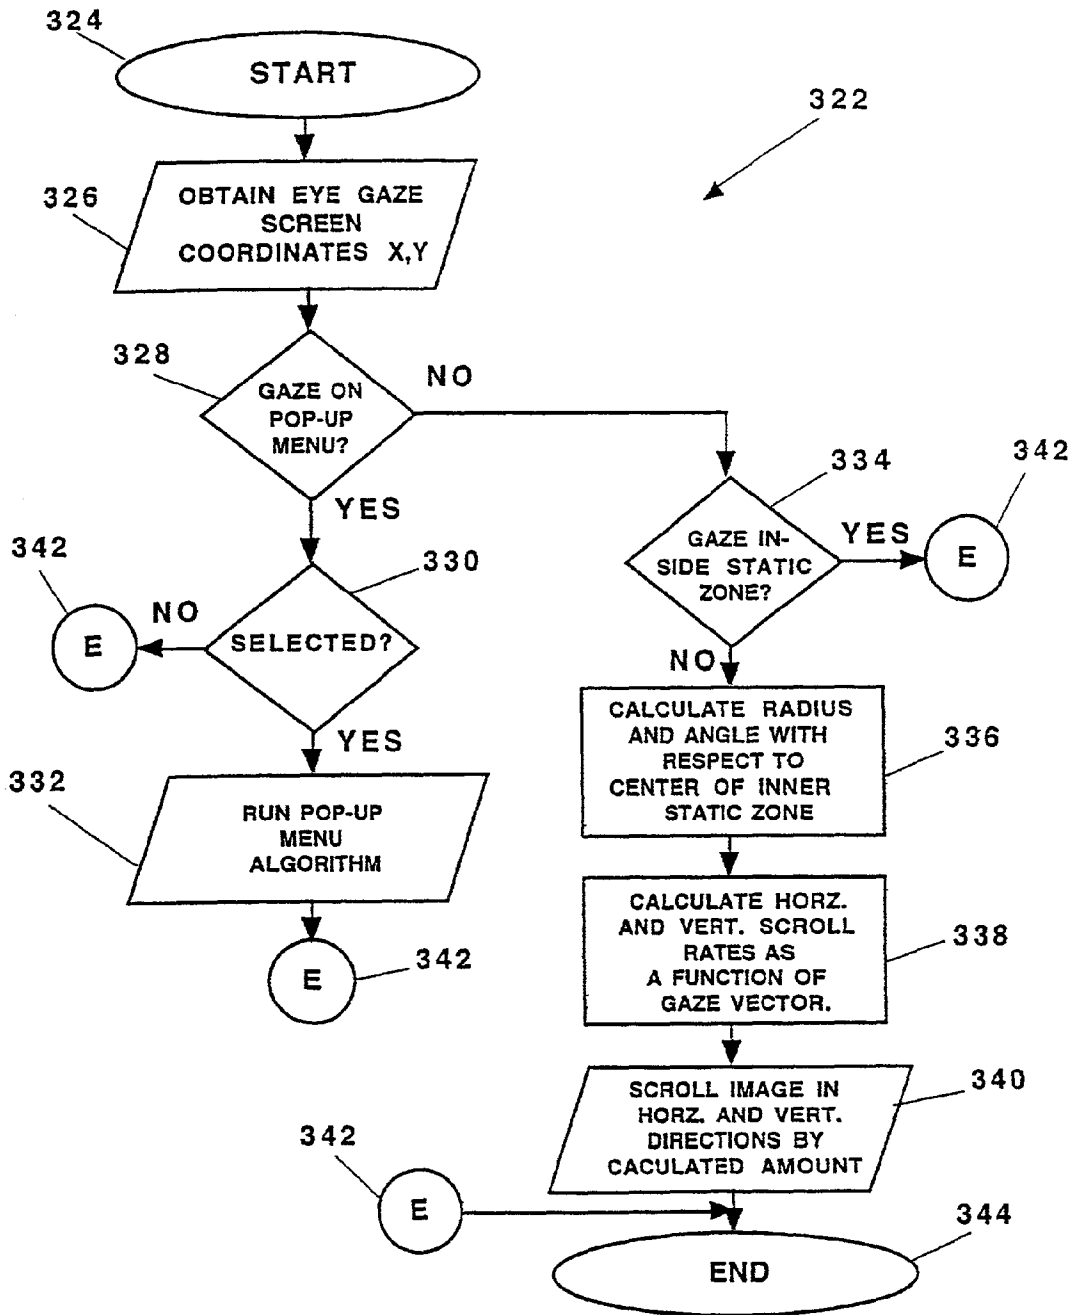 324
START
322
326
OBTAIN EYE GAZE
SCREEN
COORDINATES X,Y
328
GAZE ON
POP-UP
MENU?
NO
YES
334
342
GAZE IN-
SIDE STATIC
ZONE?
YES
E
342
330
NO
E
SELECTED?
NO
YES
CALCULATE RADIUS
AND ANGLE WITH
RESPECT TO
CENTER OF INNER
STATIC ZONE
336
332
RUN POP-UP
MENU
ALGORITHM
CALCULATE HORZ.
AND VERT. SCROLL
RATES AS
A FUNCTION OF
GAZE VECTOR.
338
E
342
SCROLL IMAGE IN
HORZ. AND VERT.
DIRECTIONS BY
CACULATED AMOUNT
340
342
E
344
END